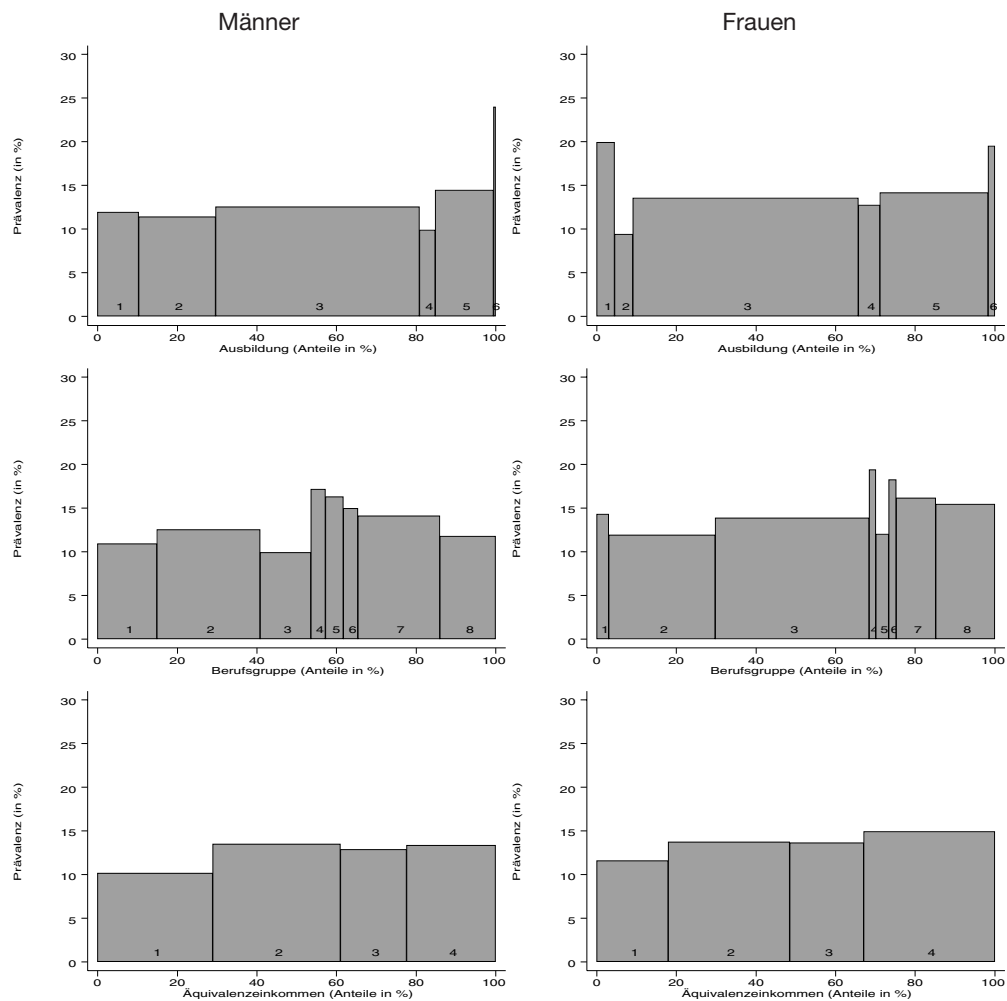 Männer
Frauen
Prävalenz (in %)
30
25
20
15
10
5
0
1 2 3 4 5 6
0 20 40 60 80 100
Ausbildung (Anteile in %)
Prävalenz (in %)
30
25
20
15
10
5
0
1 2 3 4 5 6
0 20 40 60 80 100
Ausbildung (Anteile in %)
Prävalenz (in %)
30
25
20
15
10
5
0
1 2 3 4 5 6 7 8
0 20 40 60 80 100
Berufsgruppe (Anteile in %)
Prävalenz (in %)
30
25
20
15
10
5
0
1 2 3 4 5 6 7 8
0 20 40 60 80 100
Berufsgruppe (Anteile in %)
Prävalenz (in %)
30
25
20
15
10
5
0
1 2 3 4
0 20 40 60 80 100
Äquivalenzeinkommen (Anteile in %)
Prävalenz (in %)
30
25
20
15
10
5
0
1 2 3 4
0 20 40 60 80 100
Äquivalenzeinkommen (Anteile in %)